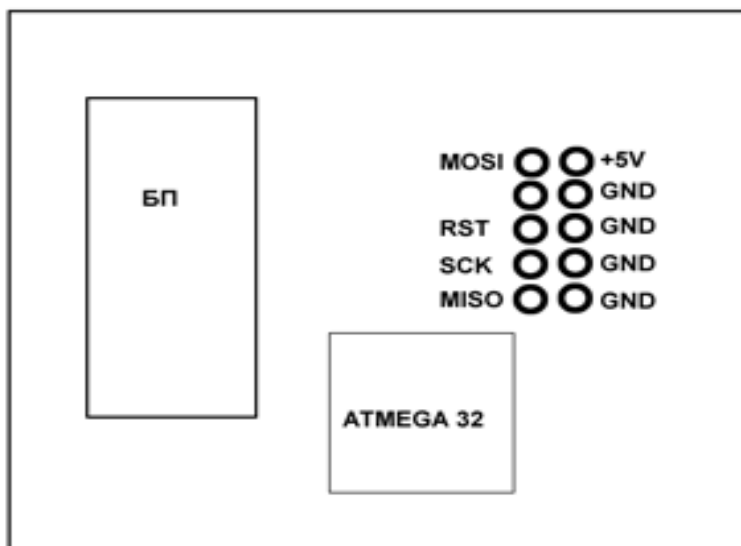 MOSI +5V
GND
БП
RST GND
SCK GND
MISO GND
ATMEGA 32